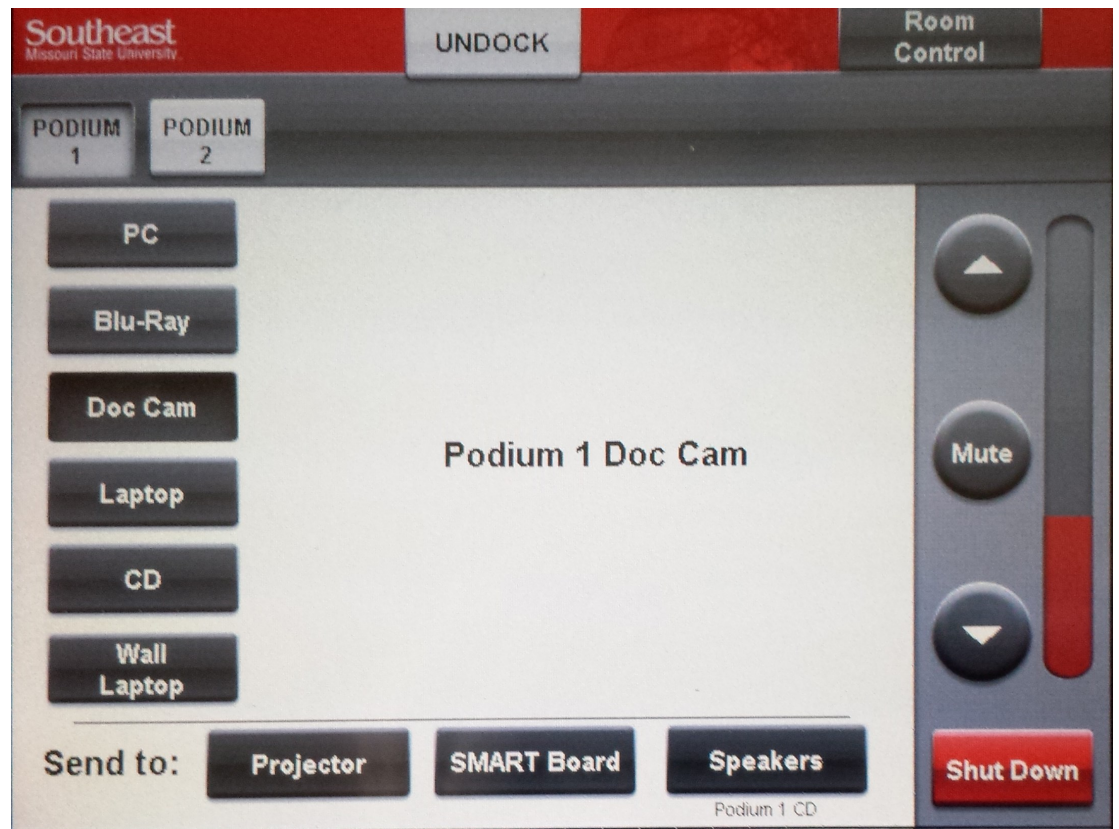 Southeast
Missouri State University
UNDOCK
Room
Control
PODIUM
1
PODIUM
2
PC
Blu-Ray
Doc Cam
Laptop
CD
Wall
Laptop
Podium 1 Doc Cam
Mute
Send to:
Projector
SMART Board
Speakers
Podium 1 CD
Shut Down